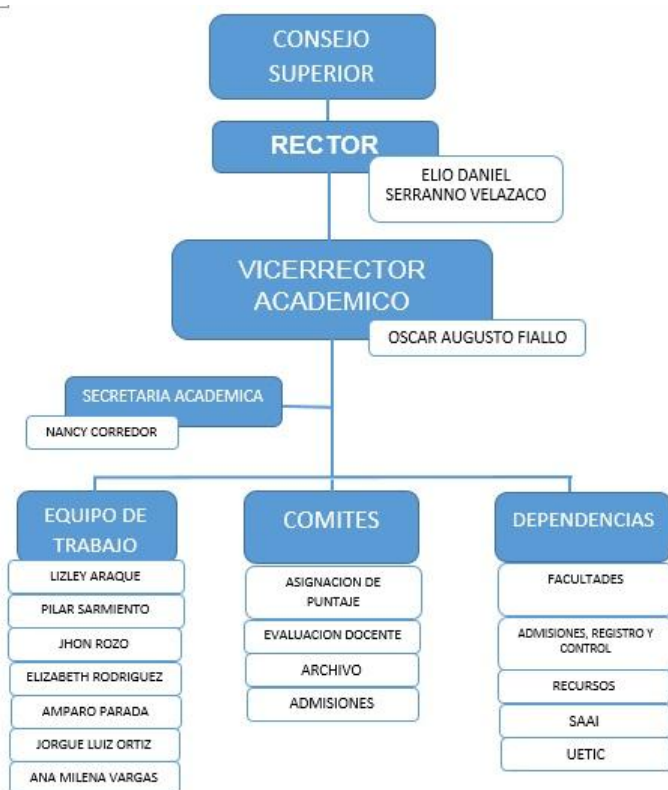 CONSEJO
SUPERIOR
RECTOR
ELIO DANIEL
SERRANNO VELAZACO
VICERRECTOR
ACADEMICO
OSCAR AUGUSTO FIALLO
SECRETARIA ACADEMICA
NANCY CORREDOR
EQUIPO DE
TRABAJO
LIZLEY ARAQUE
PILAR SARMIENTO
JHON ROZO
ELIZABETH RODRIGUEZ
AMPARO PARADA
JORGUE LUIZ ORTIZ
ANA MILENA VARGAS
COMITES
ASIGNACION DE
PUNTAJE
EVALUACION DOCENTE
ARCHIVO
ADMISIONES
DEPENDENCIAS
FACULTADES
ADMISIONES, REGISTRO Y
CONTROL
RECURSOS
SAAI
UETIC